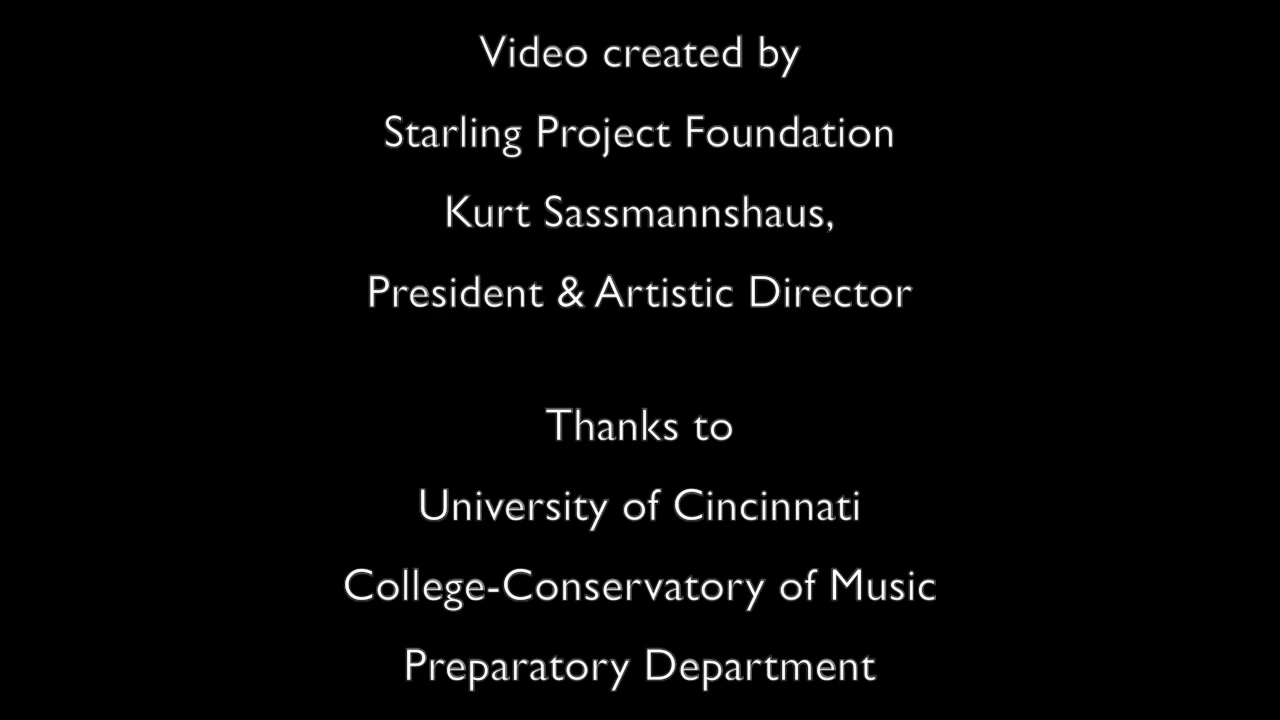 Video created by
Starling Project Foundation
Kurt Sassmannshaus,
President & Artistic Director
Thanks to
University of Cincinnati
College-Conservatory of Music
Preparatory Department